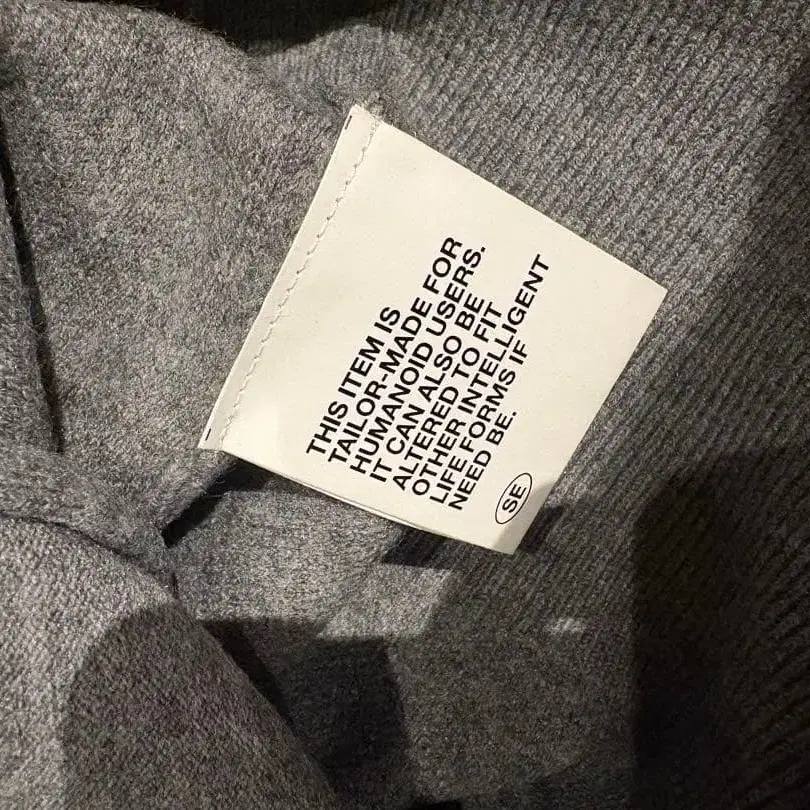 THIS ITEM IS
TAILOR-MADE FOR
HUMANOID USERS.
IT CAN ALSO BE
ALTERED TO FIT
OTHER INTELLIGENT
LIFE FORMS IF
NEED BE.
SE